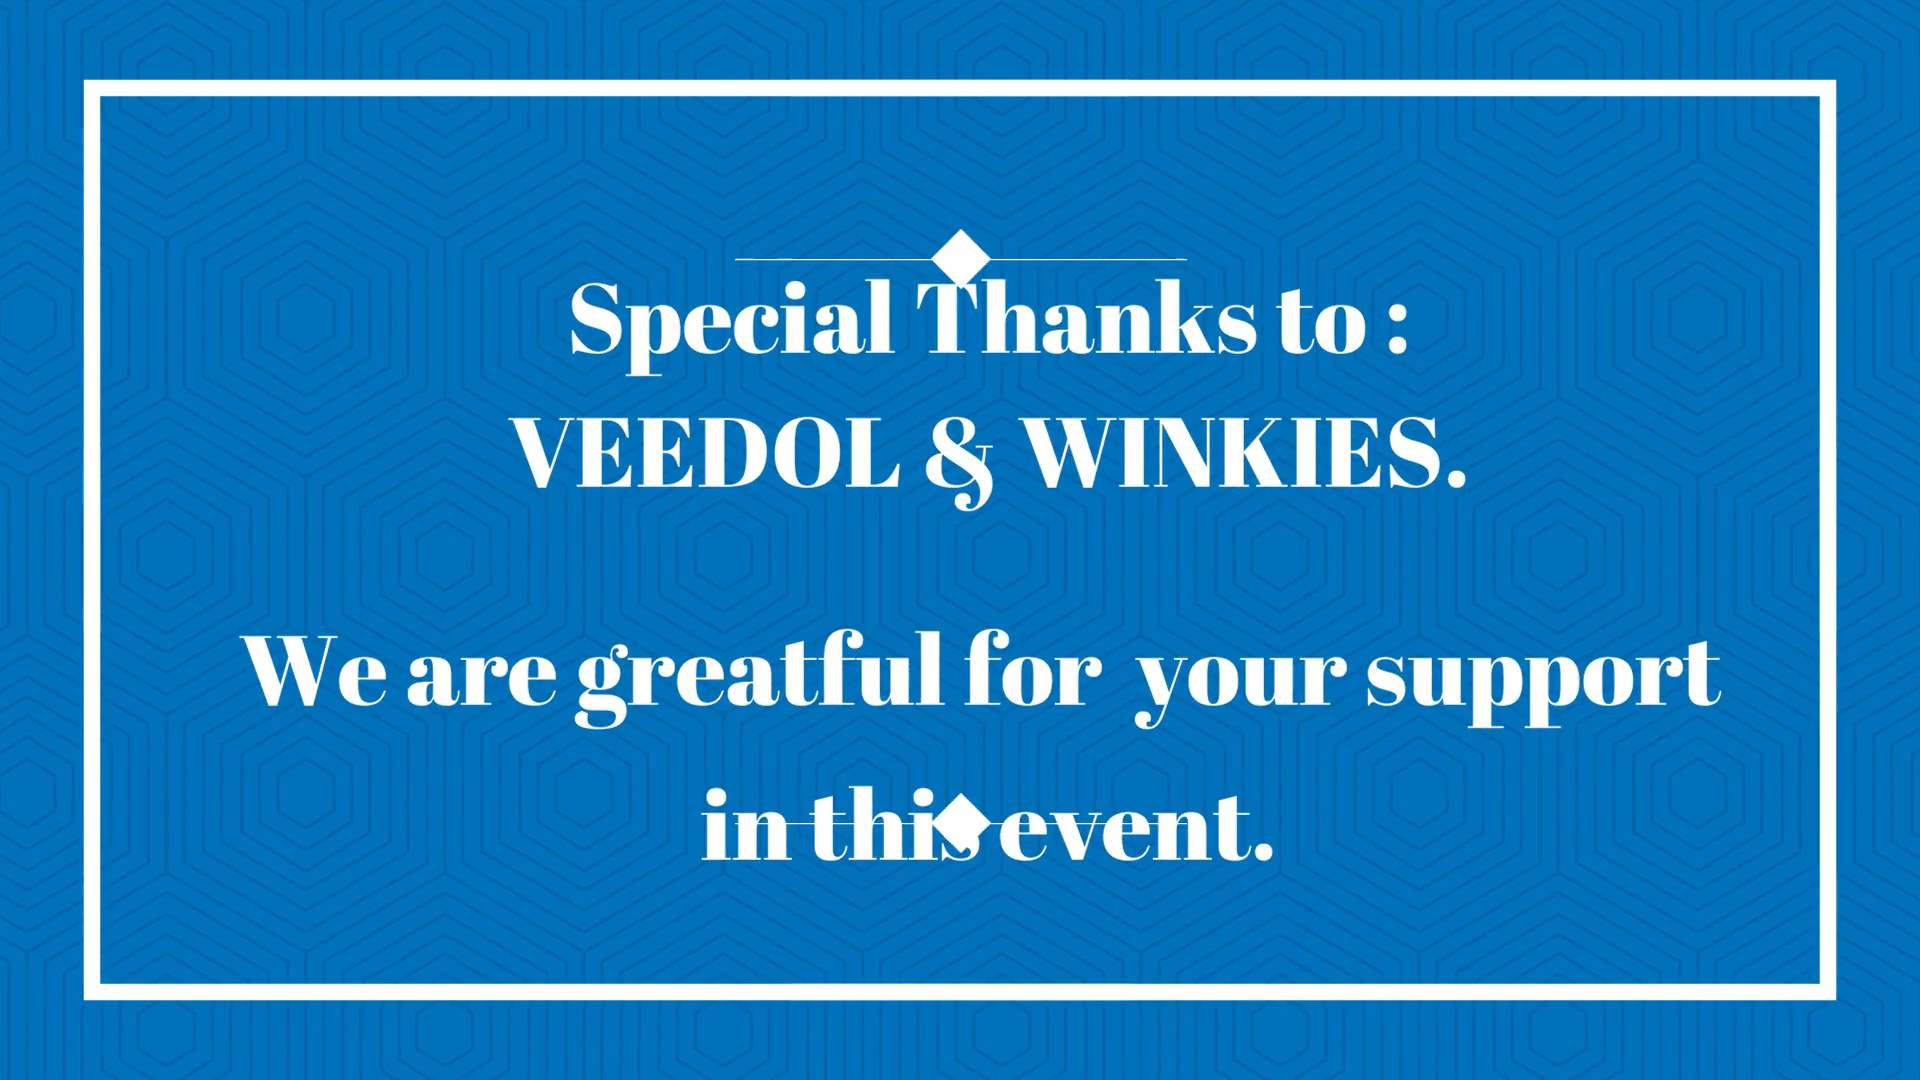 Special Thanks to :
VEEDOL & WINKIES.
We are greatful for your support
in this event.